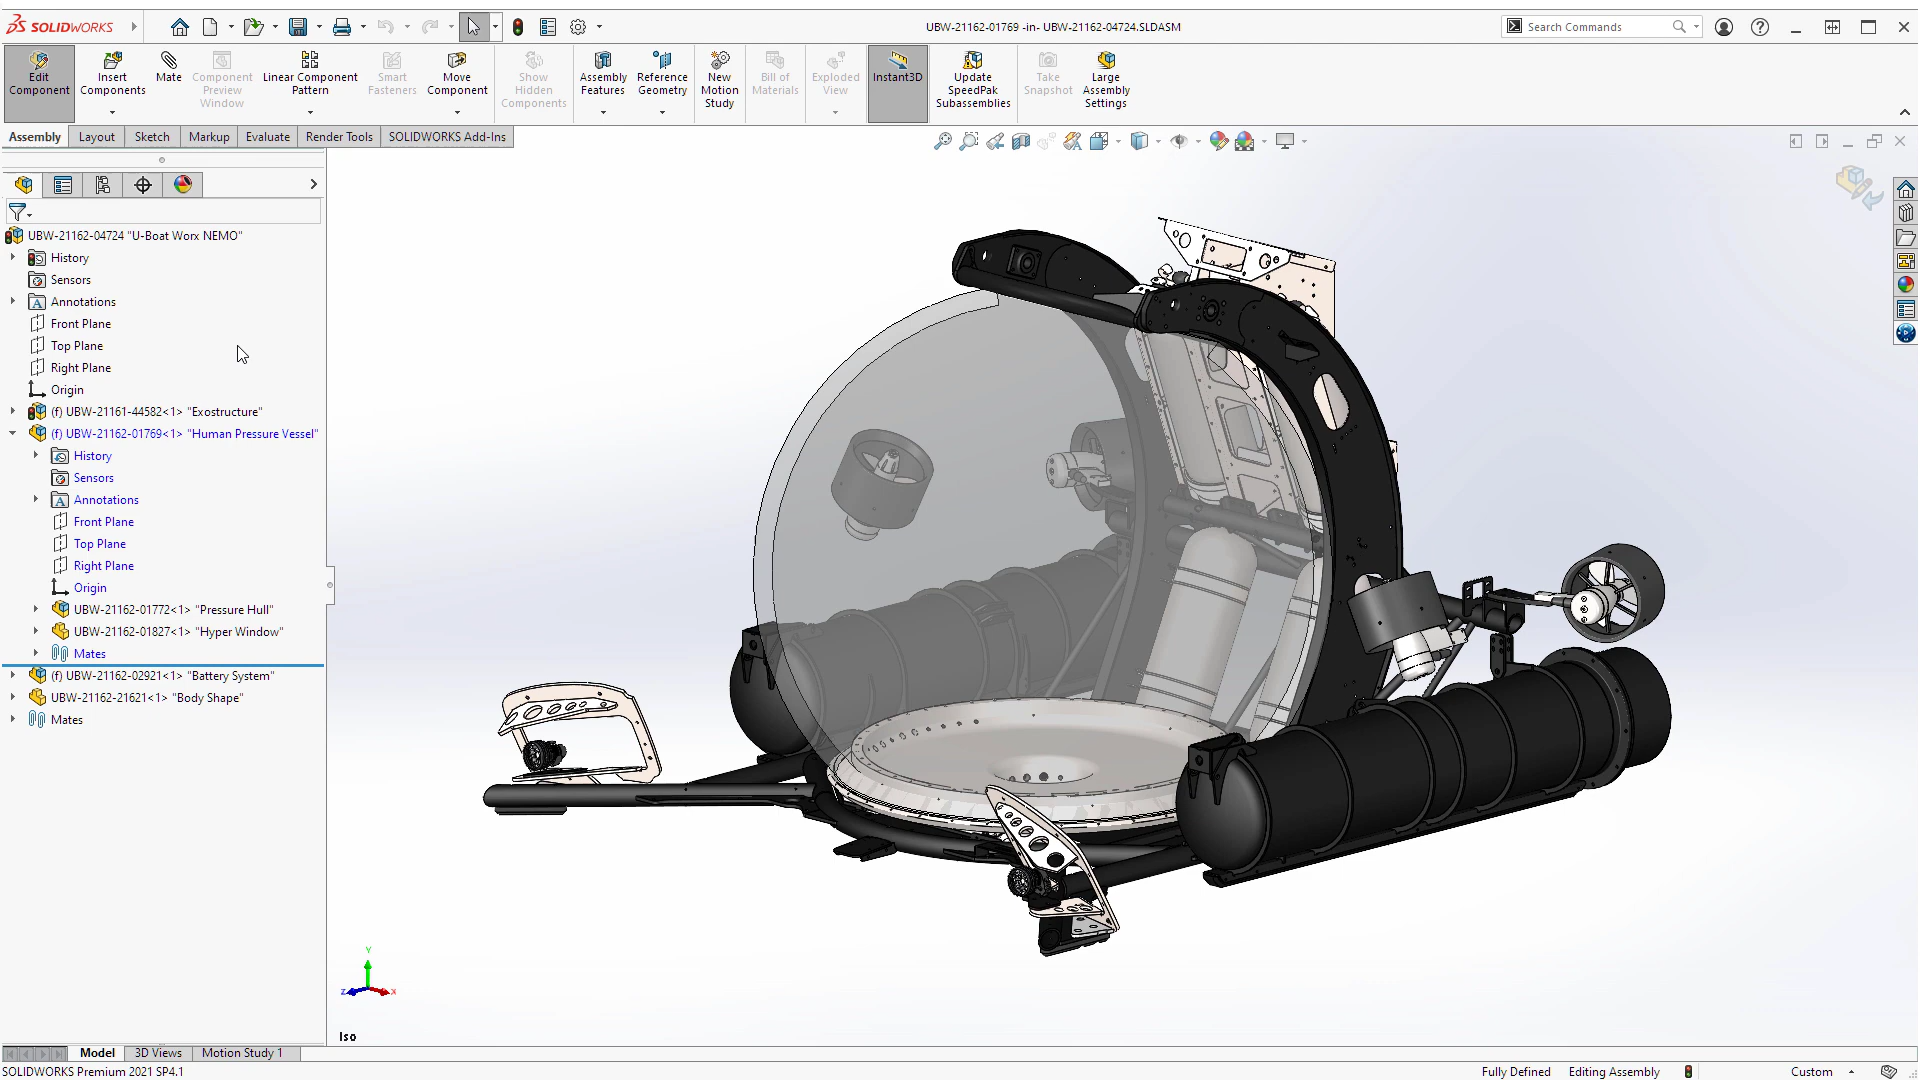 SOLIDWORKS
UBW-21162-01769 -in- UBW-21162-04724.SLDASM
Search Commands
Edit Component
Insert Components
Mate
Component Preview Window
Linear Component Pattern
Smart Fasteners
Move Component
Show Hidden Components
Assembly Features
Reference Geometry
New Motion Study
Bill of Materials
Exploded View
Instant3D
Update SpeedPak Subassemblies
Take Snapshot
Large Assembly Settings
Assembly
Layout
Sketch
Markup
Evaluate
Render Tools
SOLIDWORKS Add-Ins
UBW-21162-04724 "U-Boat Worx NEMO"
History
Sensors
Annotations
Front Plane
Top Plane
Right Plane
Origin
(f) UBW-21161-44582<1> "Exostructure"
(f) UBW-21162-01769<1> "Human Pressure Vessel"
History
Sensors
Annotations
Front Plane
Top Plane
Right Plane
Origin
UBW-21162-01772<1> "Pressure Hull"
UBW-21162-01827<1> "Hyper Window"
Mates
(f) UBW-21162-02921<1> "Battery System"
UBW-21162-21621<1> "Body Shape"
Mates
Y
Z
X
Iso
Model
3D Views
Motion Study 1
SOLIDWORKS Premium 2021 SP4.1
Fully Defined
Editing Assembly
Custom